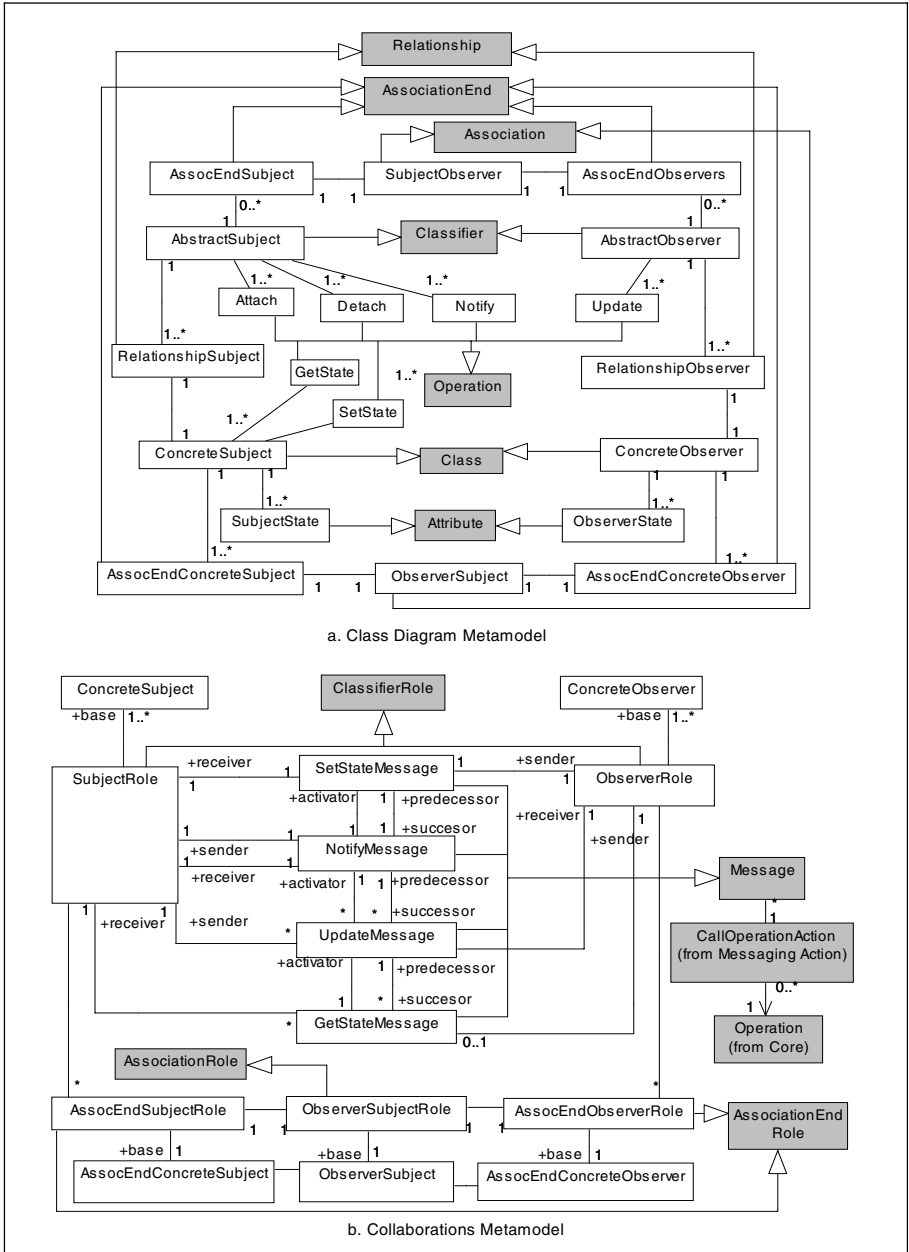 Relationship
AssociationEnd
Association
AssocEndSubject
SubjectObserver
AssocEndObservers
1
1
1
1
0..*
0..*
1
1
AbstractSubject
Classifier
AbstractObserver
1
1
1..*
1..*
1..*
1..*
Attach
Detach
Notify
Update
1..*
1..*
RelationshipSubject
GetState
1..*
Operation
RelationshipObserver
1
1
SetState
1..*
1
1
ConcreteSubject
Class
ConcreteObserver
1
1
1
1
1..*
1..*
SubjectState
Attribute
ObserverState
1..*
1..*
AssocEndConcreteSubject
ObserverSubject
AssocEndConcreteObserver
1
1
1
1
a. Class Diagram Metamodel
ConcreteSubject
ClassifierRole
ConcreteObserver
+base
1..*
+base
1..*
SubjectRole
+receiver
1
1
SetStateMessage
1
+sender
1
ObserverRole
+activator
1
1
+predecessor
1
1
+receiver
1
1
1
1
+succesor
+sender
+sender
NotifyMessage
1
1
+receiver
+activator
1
1
+predecessor
Message
1
1
+receiver
+sender
*
*
+successor
*
1
*
UpdateMessage
CallOperationAction
(from Messaging Action)
+activator
1
+predecessor
1
*
+succesor
0..*
*
GetStateMessage
0..1
1
Operation
(from Core)
AssociationRole
*
*
AssocEndSubjectRole
ObserverSubjectRole
AssocEndObserverRole
AssociationEnd
Role
1
1
1
1
+base
1
+base
1
+base
1
AssocEndConcreteSubject
ObserverSubject
AssocEndConcreteObserver
b. Collaborations Metamodel